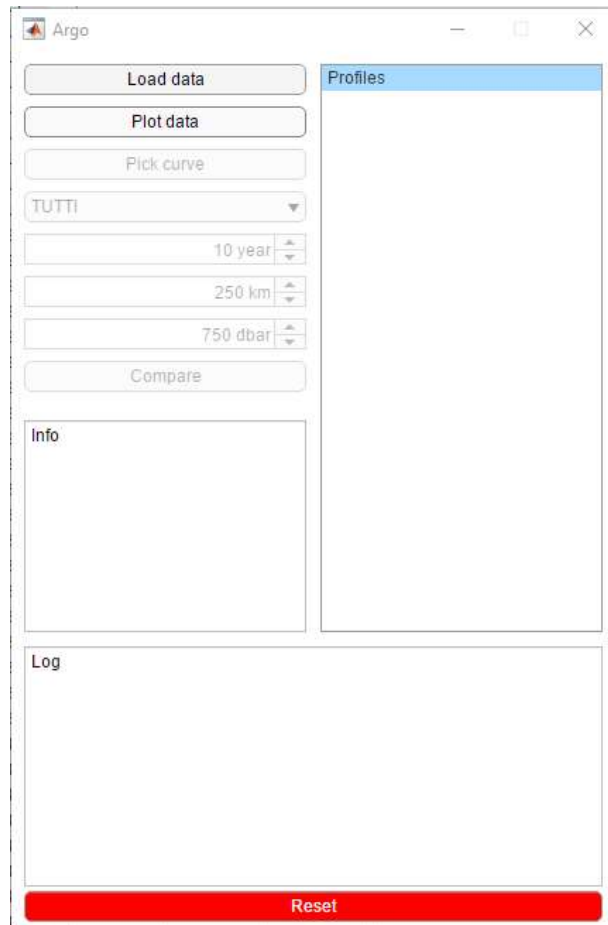 Argo
Load data
Plot data
Pick curve
TUTTI
10 year
250 km
750 dbar
Compare
Profiles
Info
Log
Reset